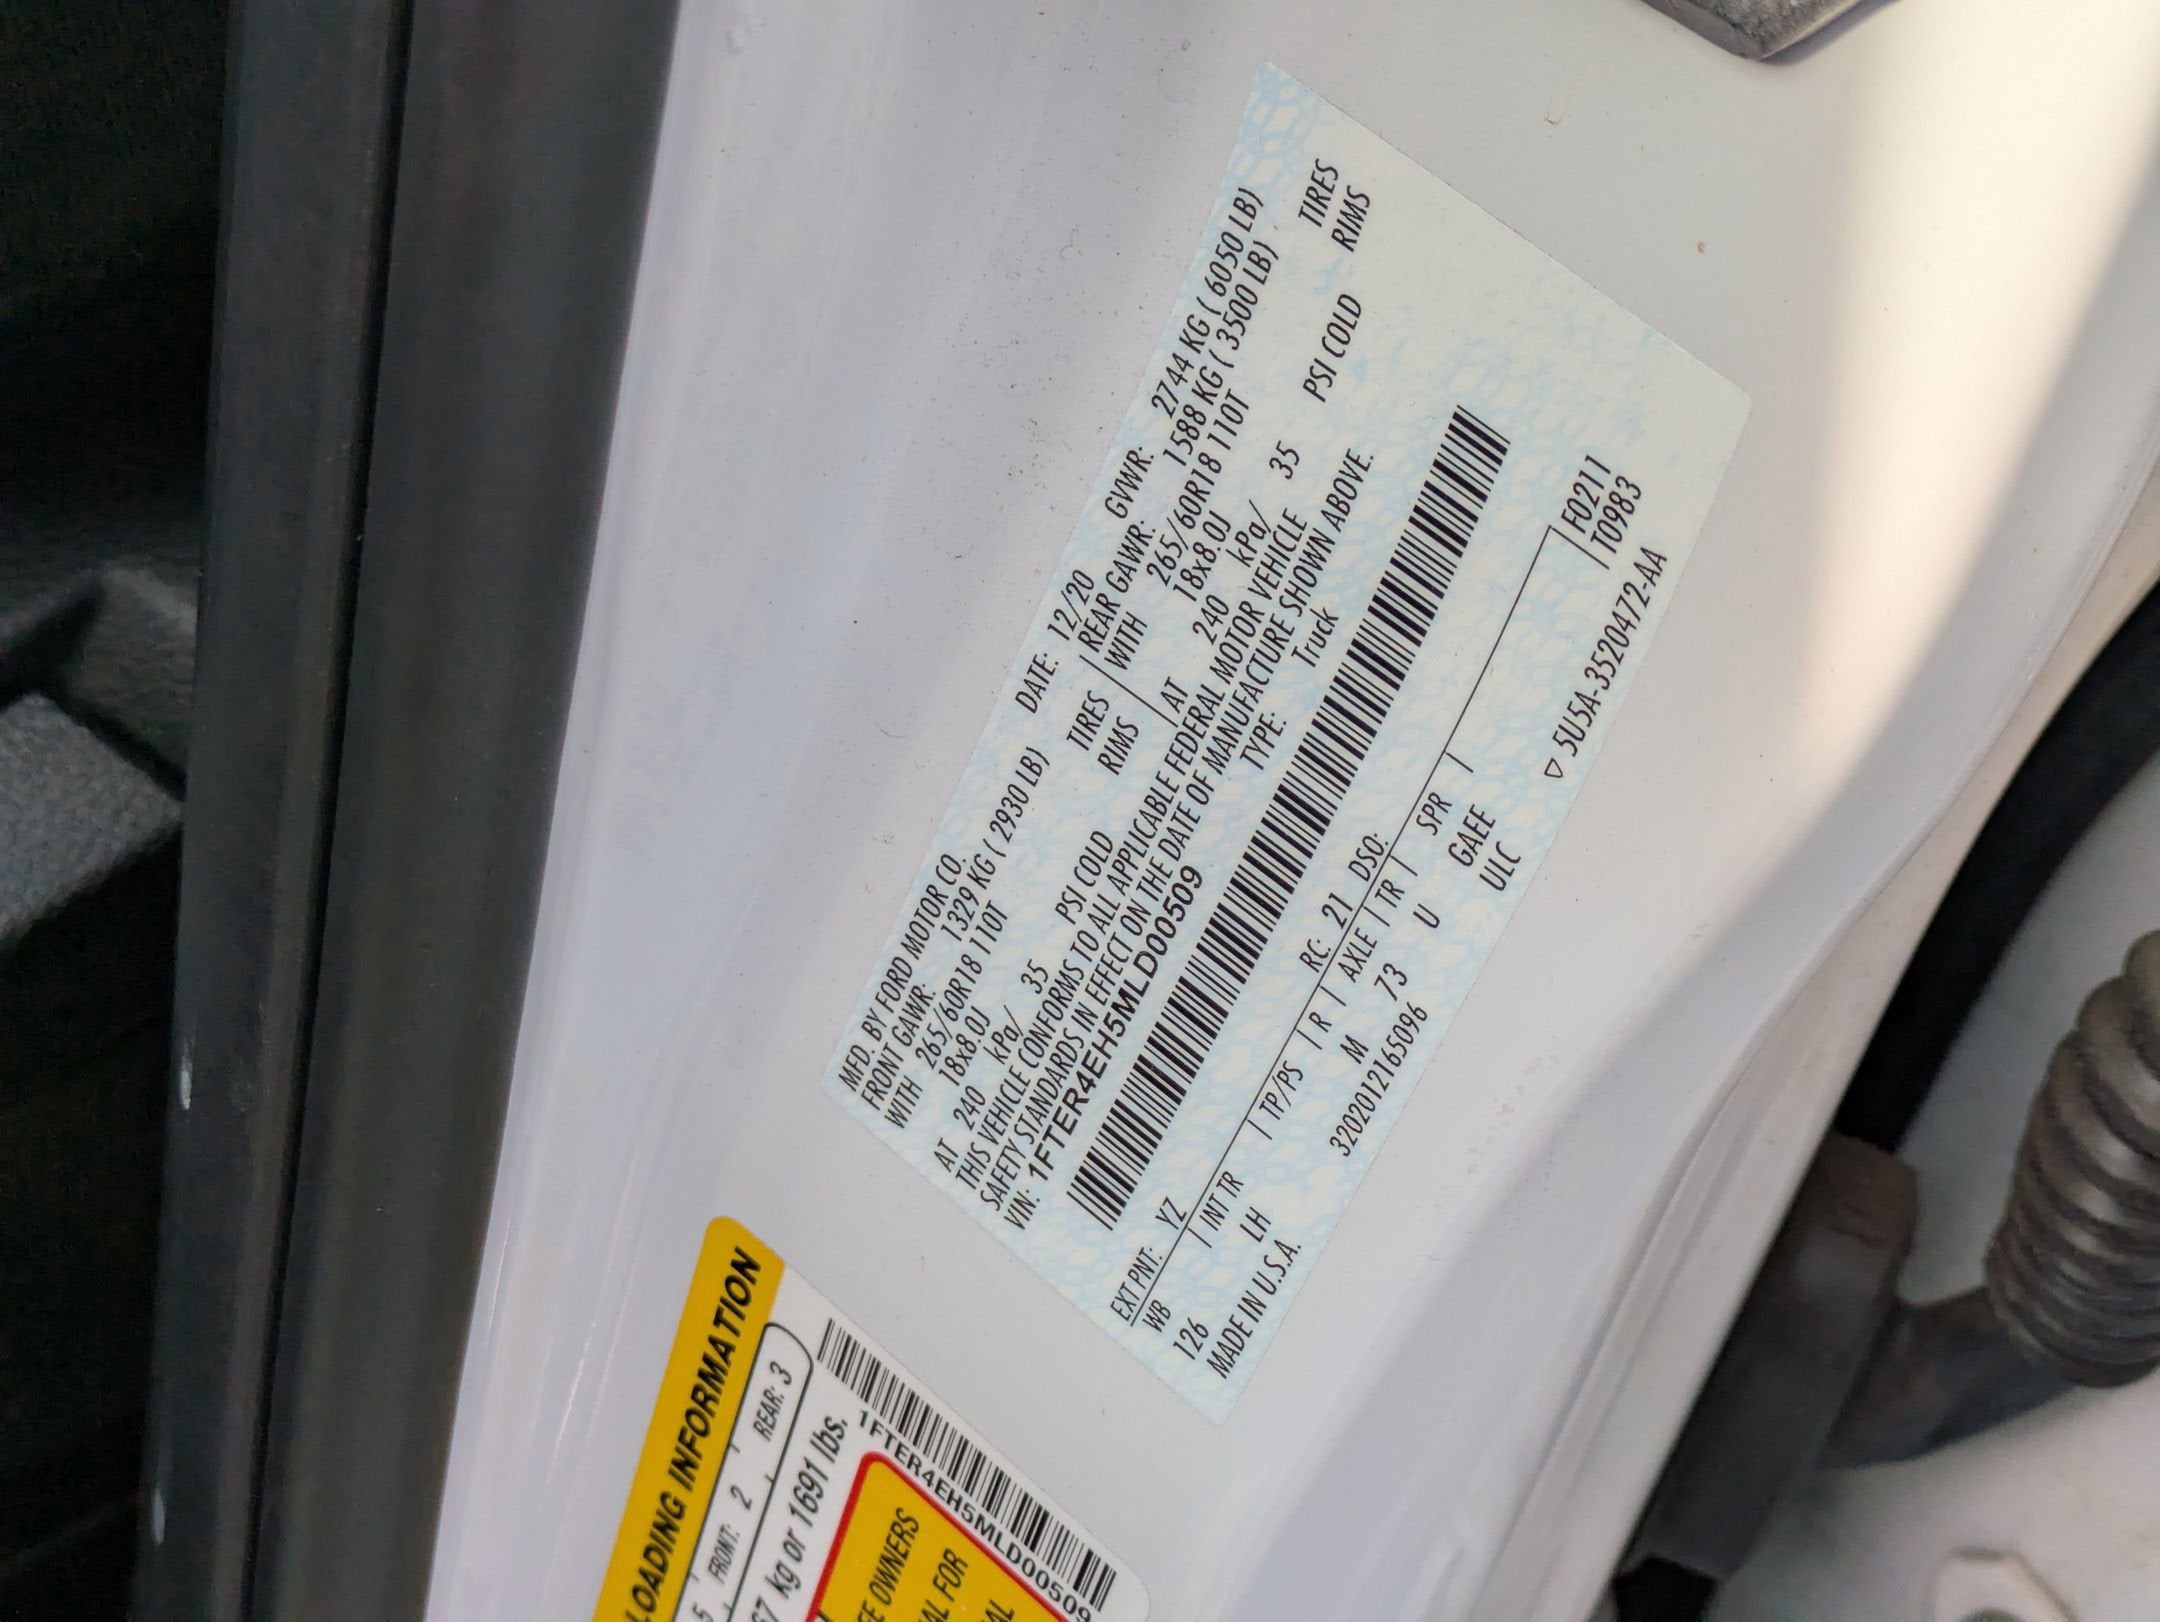 MFD. BY FORD MOTOR CO. DATE: 12/20 GVWR: 2744 KG ( 6050 LB)
FRONT GAWR: 1329 KG ( 2930 LB) REAR GAWR: 1588 KG ( 3500 LB)
WITH 265/60R18 110T TIRES WITH 265/60R18 110T TIRES
18x8.0J RIMS 18x8.0J RIMS
AT 240 kPa/ 35 PSI COLD AT 240 kPa/ 35 PSI COLD
THIS VEHICLE CONFORMS TO ALL APPLICABLE FEDERAL MOTOR VEHICLE
SAFETY STANDARDS IN EFFECT ON THE DATE OF MANUFACTURE SHOWN ABOVE.
VIN: 1FTER4EH5MLD00509 TYPE: Truck
EXT PNT: YZ RC: 21 DSO:
WB INT TR TP/PS R AXLE TR SPR F0211
126 LH M 73 U GAEE T0983
MADE IN U.S.A. 3202012165096 ULC
▽ 5U5A-3520472-AA
LOADING INFORMATION
5 FRONT: 2 REAR: 3
kg or 1691 lbs.
1FTER4EH5MLD00509
OWNERS
FOR